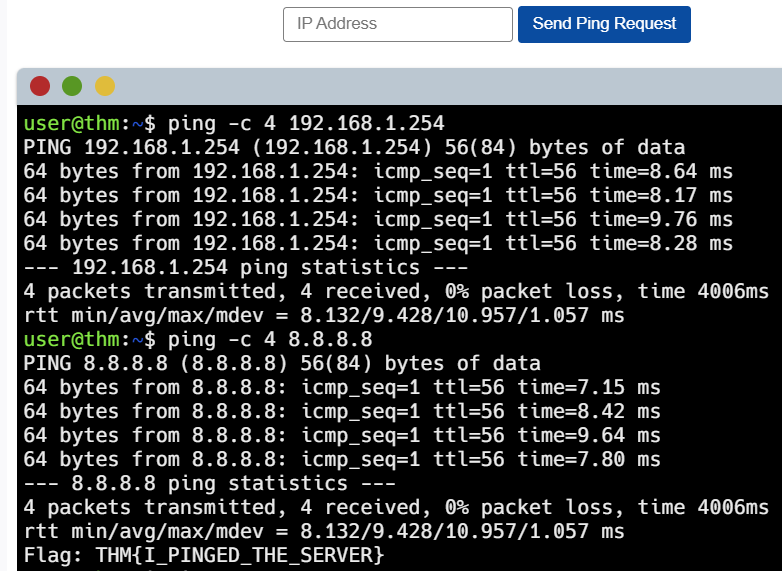 IP Address
Send Ping Request
user@thm:~$ ping -c 4 192.168.1.254
PING 192.168.1.254 (192.168.1.254) 56(84) bytes of data
64 bytes from 192.168.1.254: icmp_seq=1 ttl=56 time=8.64 ms
64 bytes from 192.168.1.254: icmp_seq=1 ttl=56 time=8.17 ms
64 bytes from 192.168.1.254: icmp_seq=1 ttl=56 time=9.76 ms
64 bytes from 192.168.1.254: icmp_seq=1 ttl=56 time=8.28 ms
--- 192.168.1.254 ping statistics ---
4 packets transmitted, 4 received, 0% packet loss, time 4006ms
rtt min/avg/max/mdev = 8.132/9.428/10.957/1.057 ms
user@thm:~$ ping -c 4 8.8.8.8
PING 8.8.8.8 (8.8.8.8) 56(84) bytes of data
64 bytes from 8.8.8.8: icmp_seq=1 ttl=56 time=7.15 ms
64 bytes from 8.8.8.8: icmp_seq=1 ttl=56 time=8.42 ms
64 bytes from 8.8.8.8: icmp_seq=1 ttl=56 time=9.64 ms
64 bytes from 8.8.8.8: icmp_seq=1 ttl=56 time=7.80 ms
--- 8.8.8.8 ping statistics ---
4 packets transmitted, 4 received, 0% packet loss, time 4006ms
rtt min/avg/max/mdev = 8.132/9.428/10.957/1.057 ms
Flag: THM{I_PINGED_THE_SERVER}